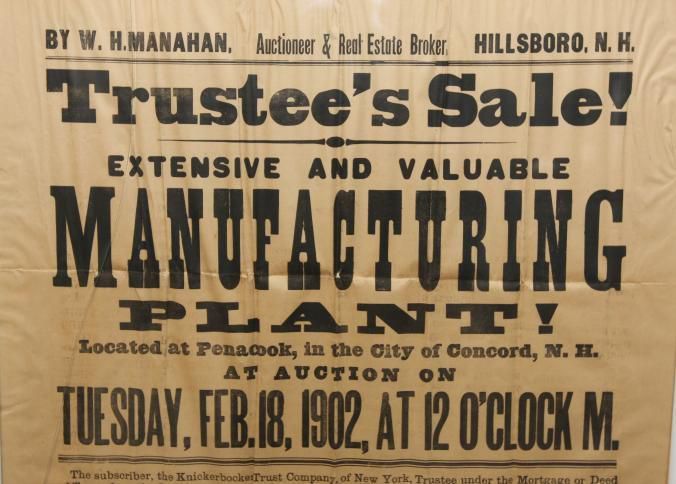 BY W. H. MANAHAN, Auctioneer & Real Estate Broker, HILLSBORO, N. H.
Trustee's Sale!
EXTENSIVE AND VALUABLE
MANUFACTURING
PLANT!
Located at Penacook, in the City of Concord, N. H.
AT AUCTION ON
TUESDAY, FEB. 18, 1902, AT 12 O'CLOCK M.
The subscriber, the Knickerbocker Trust Company, of New York, Trustee under the Mortgage or Deed